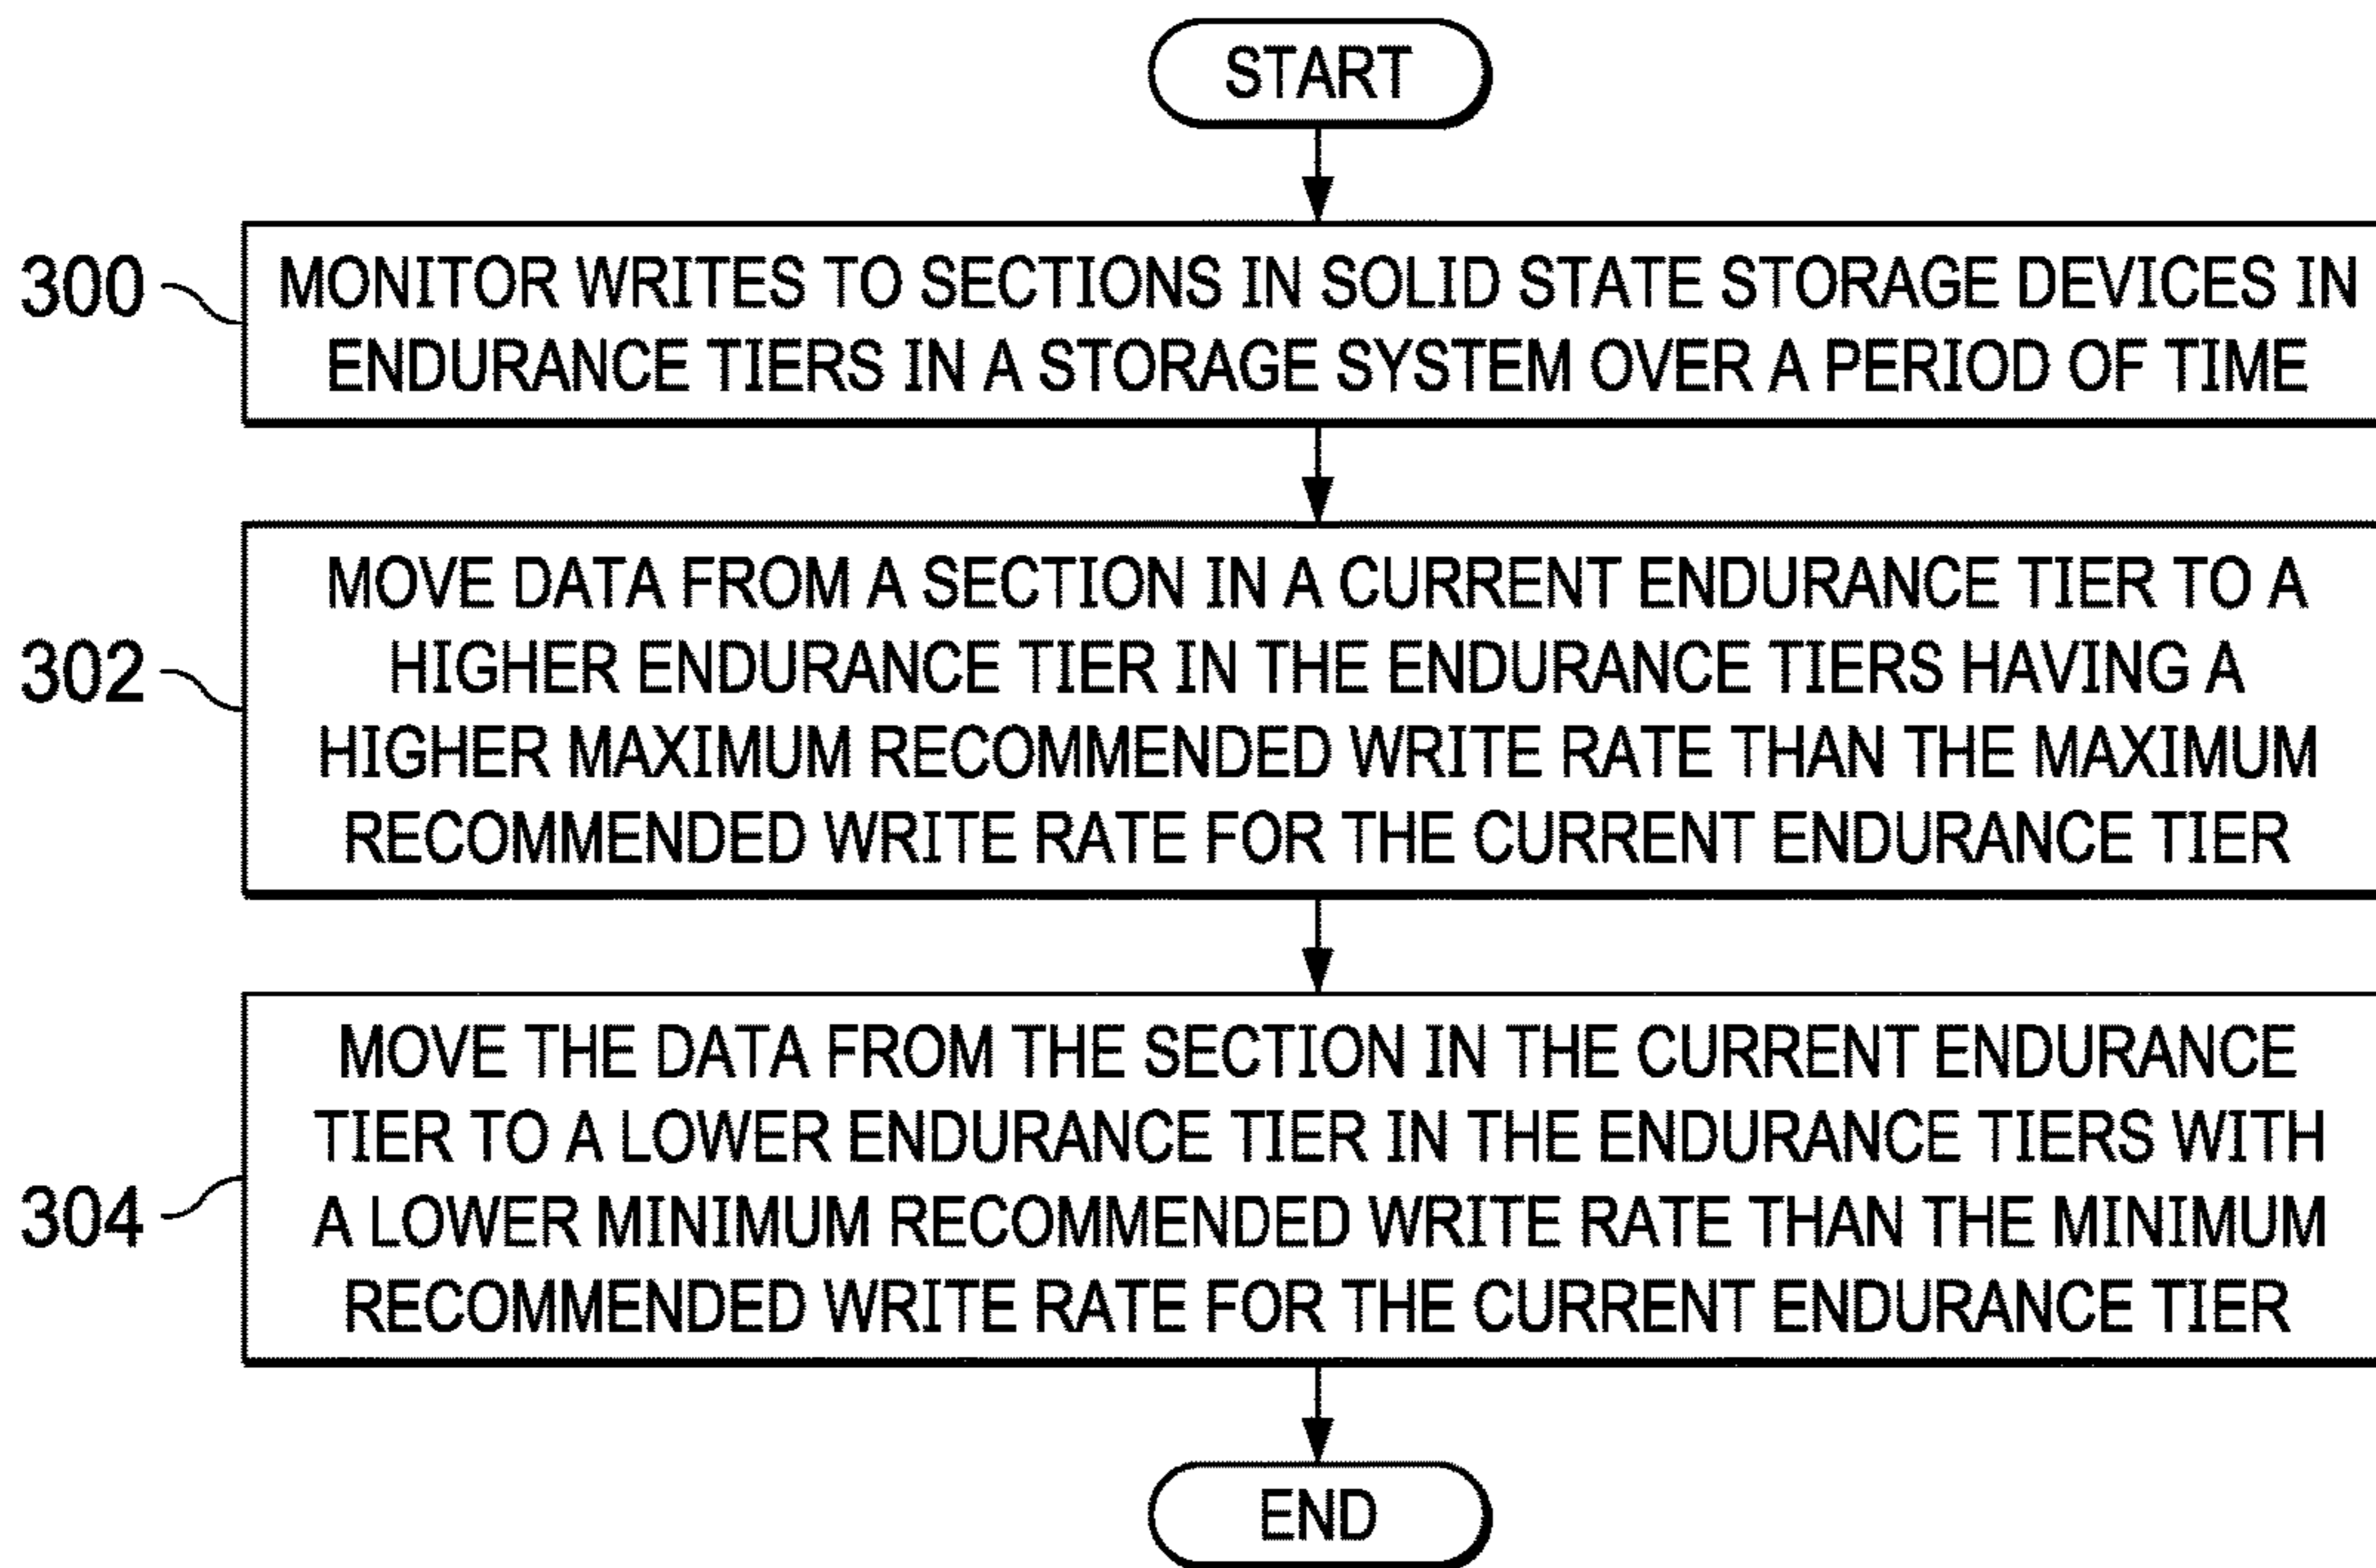 START
300
MONITOR WRITES TO SECTIONS IN SOLID STATE STORAGE DEVICES IN
ENDURANCE TIERS IN A STORAGE SYSTEM OVER A PERIOD OF TIME
302
MOVE DATA FROM A SECTION IN A CURRENT ENDURANCE TIER TO A
HIGHER ENDURANCE TIER IN THE ENDURANCE TIERS HAVING A
HIGHER MAXIMUM RECOMMENDED WRITE RATE THAN THE MAXIMUM
RECOMMENDED WRITE RATE FOR THE CURRENT ENDURANCE TIER
304
MOVE THE DATA FROM THE SECTION IN THE CURRENT ENDURANCE
TIER TO A LOWER ENDURANCE TIER IN THE ENDURANCE TIERS WITH
A LOWER MINIMUM RECOMMENDED WRITE RATE THAN THE MINIMUM
RECOMMENDED WRITE RATE FOR THE CURRENT ENDURANCE TIER
END